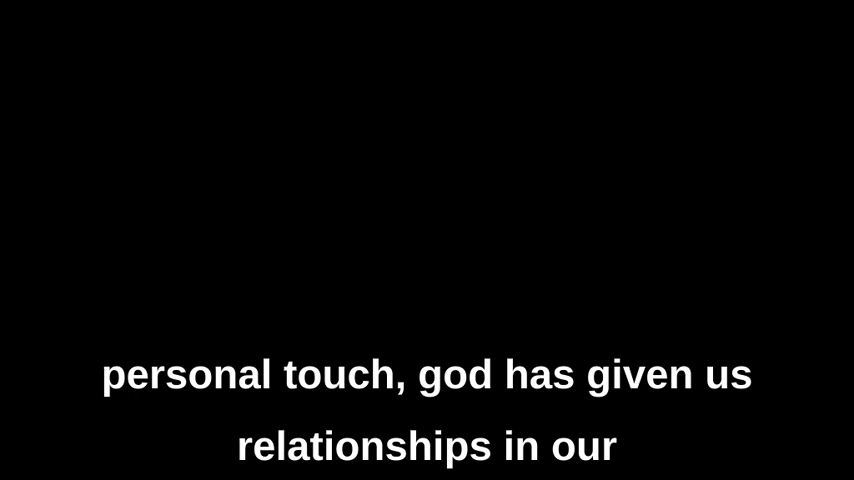 personal touch, god has given us
relationships in our